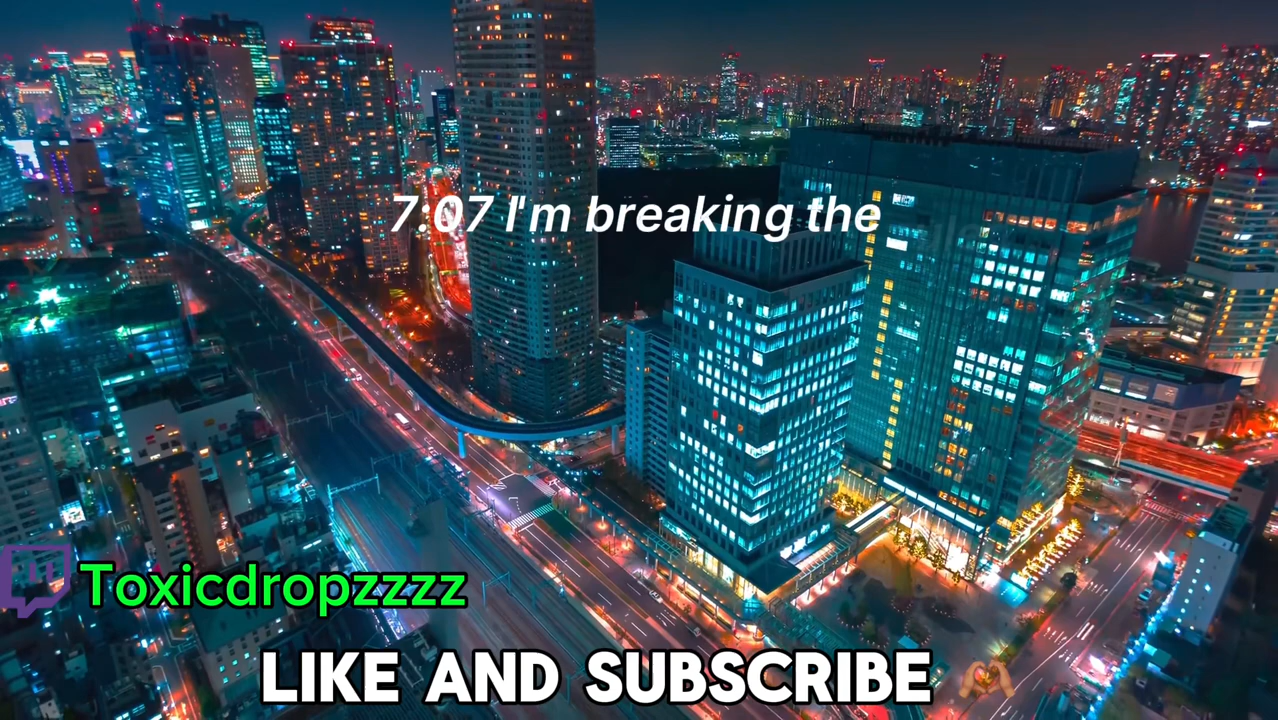 7:07 I'm breaking the
Toxicdropzzzz
LIKE AND SUBSCRIBE 🫶🏽